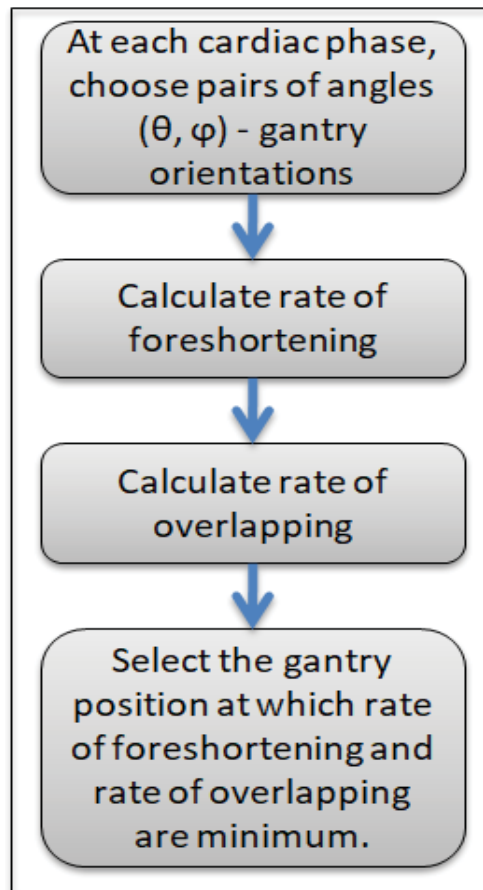 At each cardiac phase,
choose pairs of angles
(θ, φ) - gantry
orientations
Calculate rate of
foreshortening
Calculate rate of
overlapping
Select the gantry
position at which rate
of foreshortening and
rate of overlapping
are minimum.